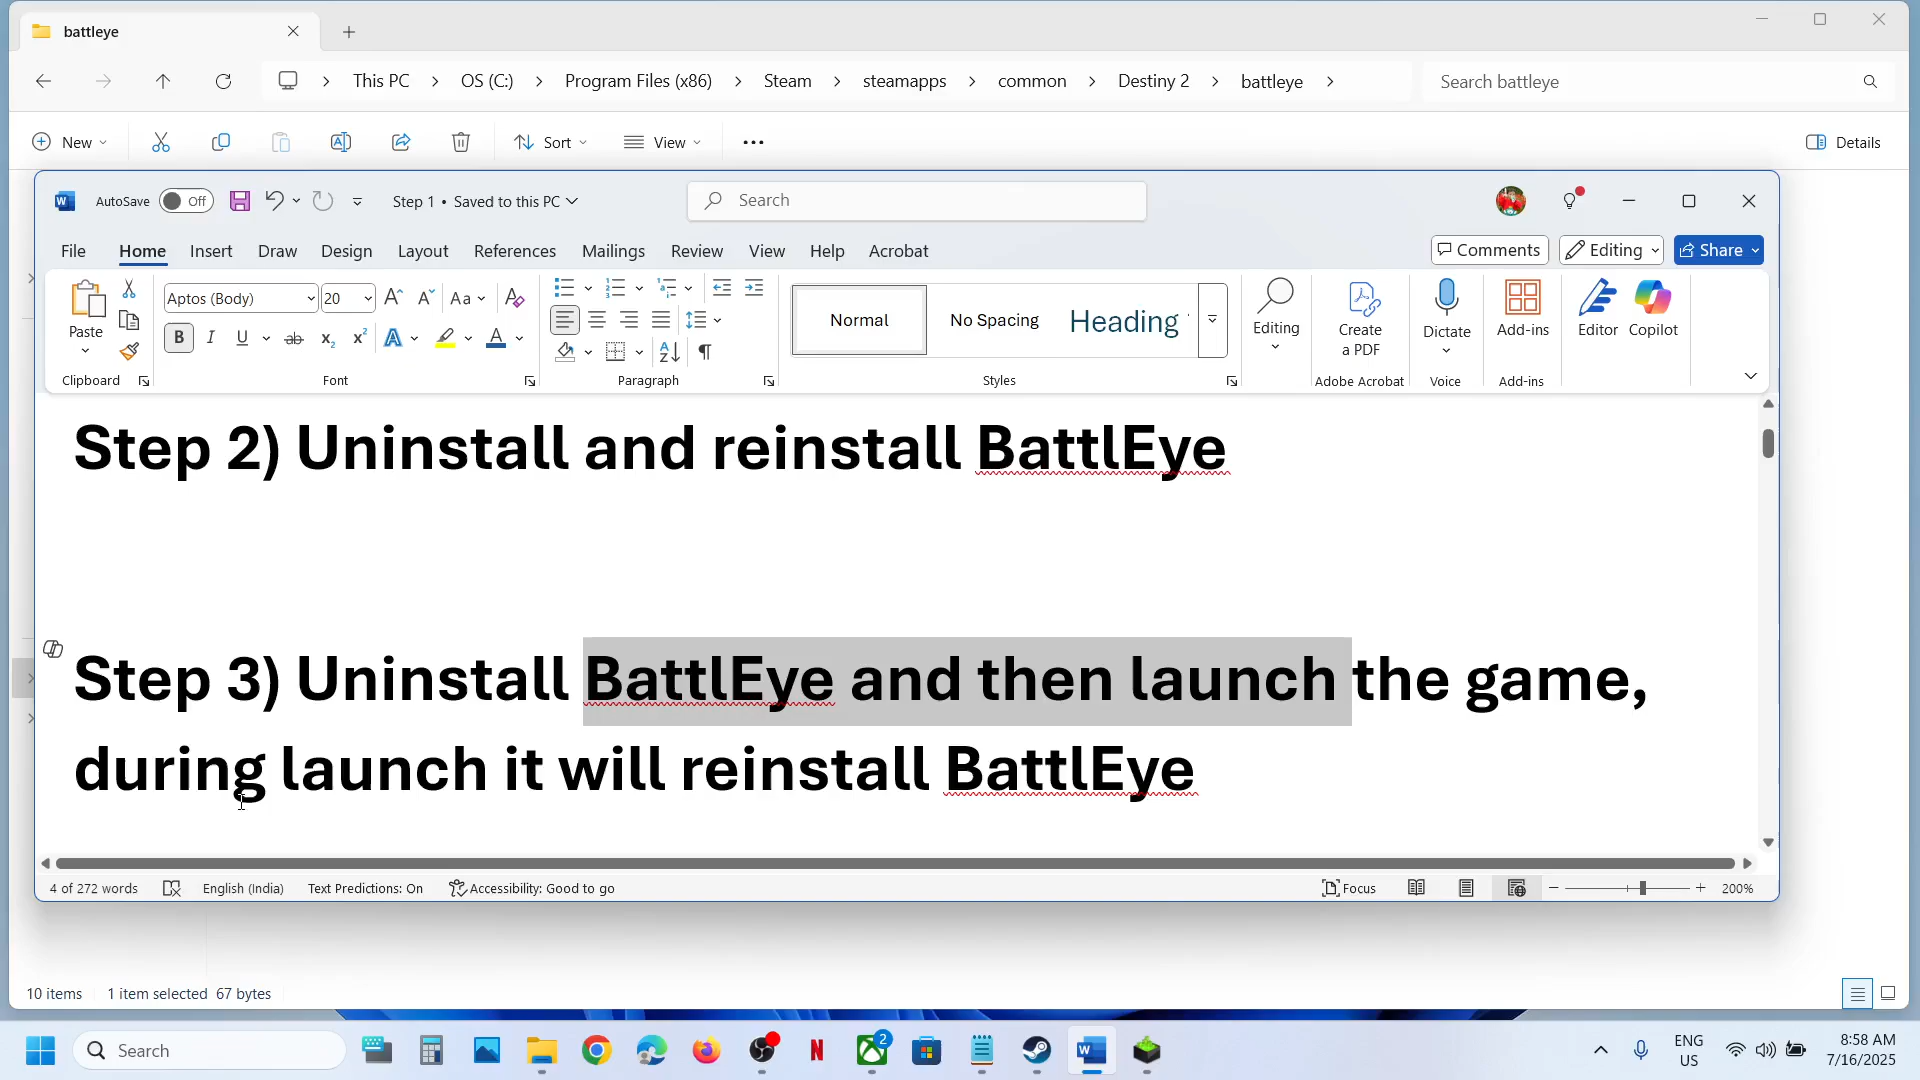 battleye
This PC
OS (C:)
Program Files (x86)
Steam
steamapps
common
Destiny 2
battleye
Search battleye
New
Sort
View
Details
AutoSave
Off
Step 1 • Saved to this PC
Search
File
Home
Insert
Draw
Design
Layout
References
Mailings
Review
View
Help
Acrobat
Comments
Editing
Share
Paste
Clipboard
Aptos (Body)
20
Font
Paragraph
Normal
No Spacing
Heading
Styles
Editing
Create
a PDF
Adobe Acrobat
Dictate
Voice
Add-ins
Add-ins
Editor
Copilot
Step 2) Uninstall and reinstall BattlEye
Step 3) Uninstall BattlEye and then launch the game,
during launch it will reinstall BattlEye
4 of 272 words
English (India)
Text Predictions: On
Accessibility: Good to go
Focus
200%
10 items
1 item selected 67 bytes
Search
2
ENG
US
8:58 AM
7/16/2025